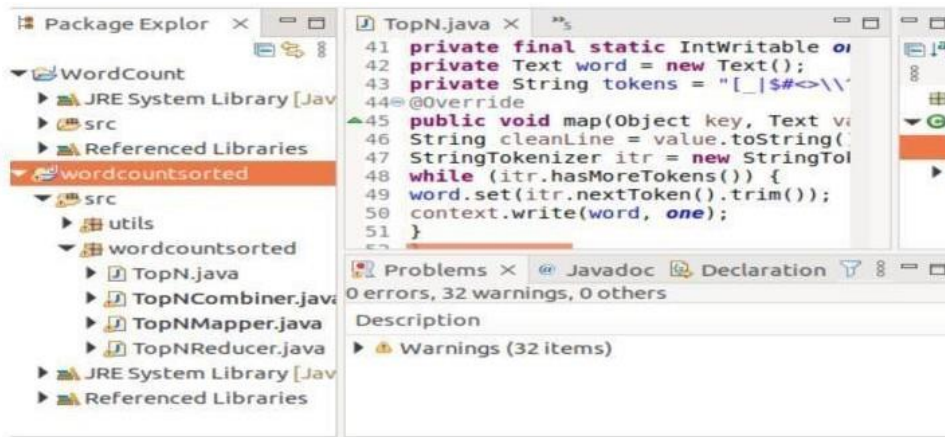 Package Explor
WordCount
JRE System Library [Jav
src
Referenced Libraries
wordcountsorted
src
utils
wordcountsorted
TopN.java
TopNCombiner.java
TopNMapper.java
TopNReducer.java
JRE System Library [Jav
Referenced Libraries
TopN.java
41 private final static IntWritable
42 private Text word = new Text();
43 private String tokens = "[_|$#<>\\
44 @Override
45 public void map(Object key, Text va
46 String cleanLine = value.toString(
47 StringTokenizer itr = new StringTo
48 while (itr.hasMoreTokens()) {
49 word.set(itr.nextToken().trim());
50 context.write(word, one);
51 }
Problems @ Javadoc Declaration
0 errors, 32 warnings, 0 others
Description
Warnings (32 items)